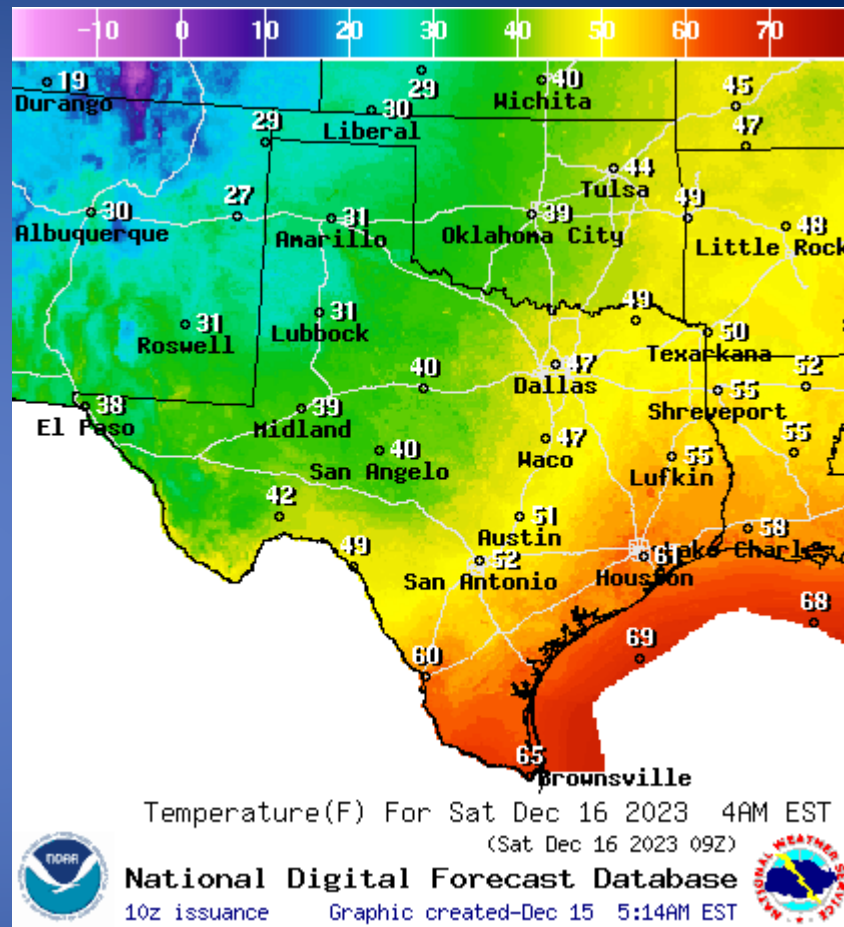 -10 0 10 20 30 40 50 60 70
19 Durango
29
40 Wichita
45
30 Liberal
29
47
44 Tulsa
27
30 Albuquerque
31 Amarillo
39 Oklahoma City
49
48 Little Rock
31 Roswell
31 Lubbock
49
50 Texarkana
47 Dallas
40
52
55 Shreveport
38 El Paso
39 Midland
47 Waco
40 San Angelo
55 Lufkin
55
42
51 Austin
58 Lake Charles
49
52 San Antonio
61 Houston
68
60
69
65 Brownsville
Temperature(F) For Sat Dec 16 2023 4AM EST
(Sat Dec 16 2023 09Z)
NOAA
NATIONAL WEATHER SERVICE
National Digital Forecast Database
10z issuance Graphic created-Dec 15 5:14AM EST